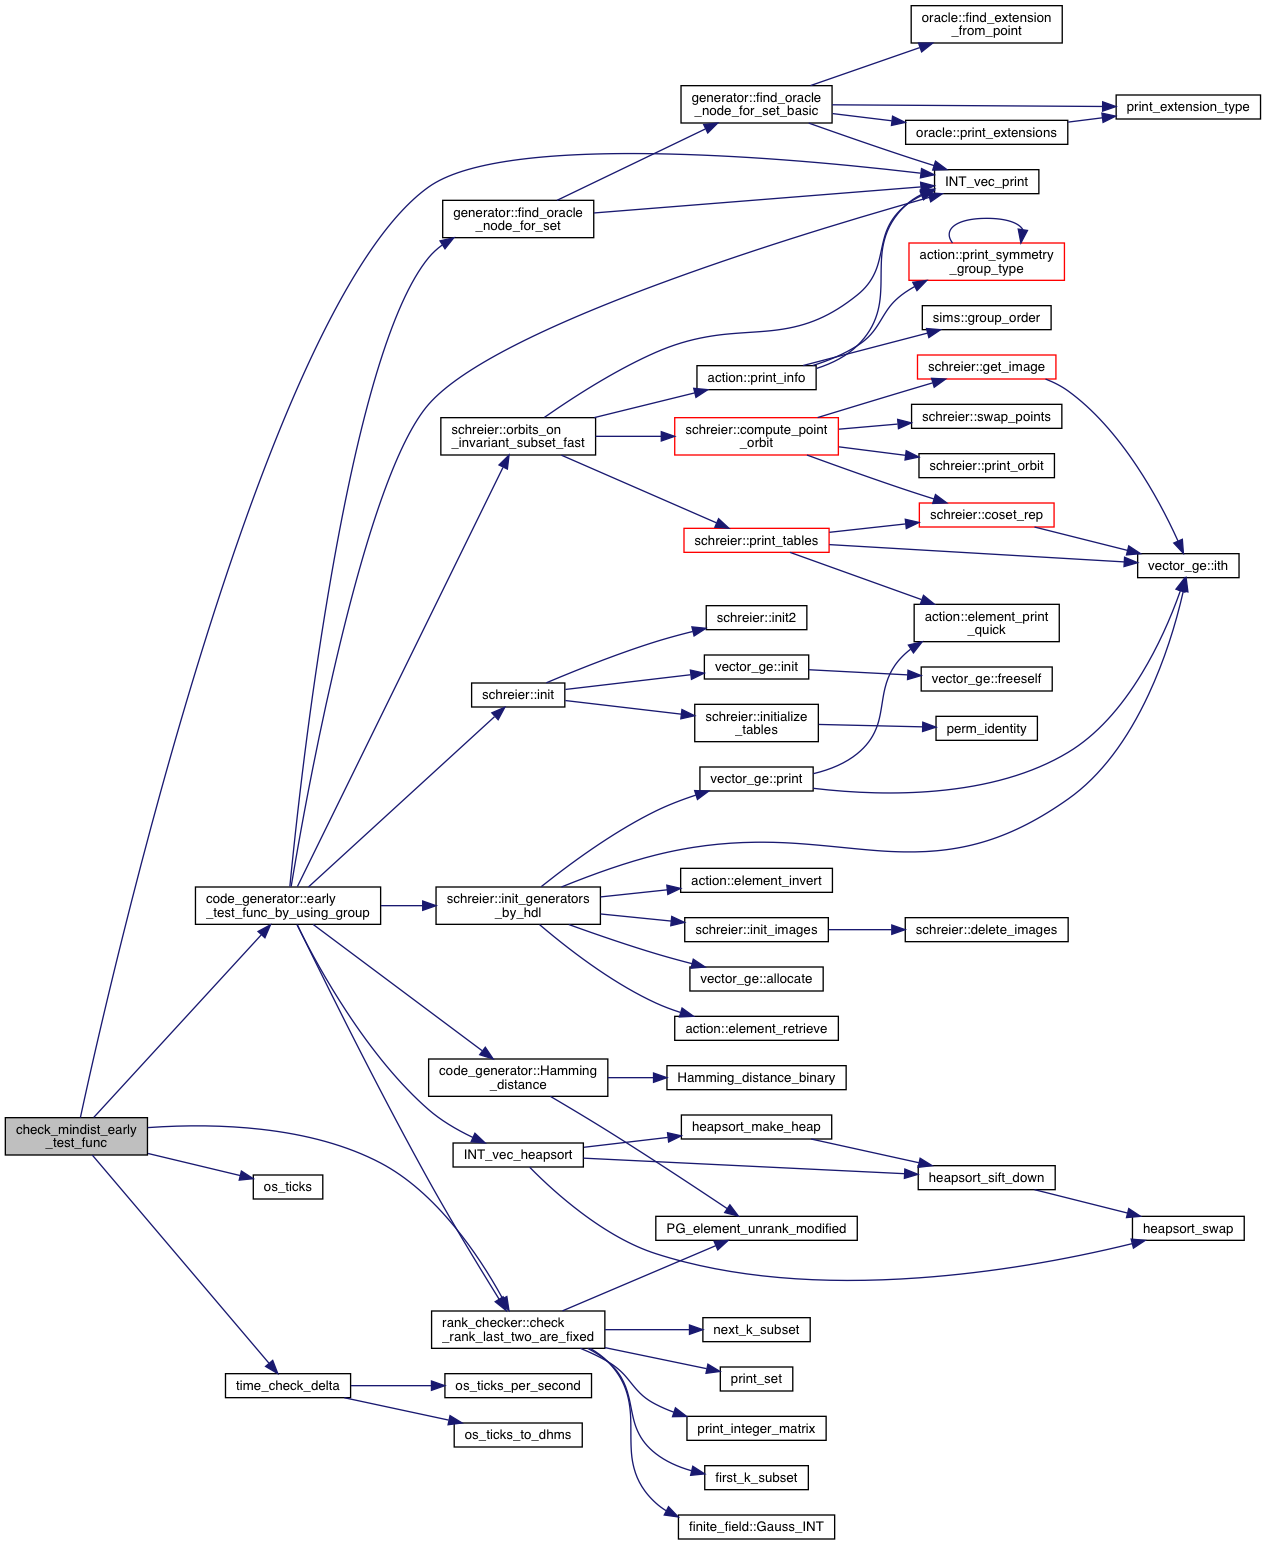 oracle::find_extension
_from_point
generator::find_oracle
_node_for_set_basic
print_extension_type
oracle::print_extensions
INT_vec_print
generator::find_oracle
_node_for_set
action::print_symmetry
_group_type
sims::group_order
schreier::get_image
action::print_info
schreier::swap_points
schreier::orbits_on
_invariant_subset_fast
schreier::compute_point
_orbit
schreier::print_orbit
schreier::coset_rep
schreier::print_tables
vector_ge::ith
action::element_print
_quick
schreier::init2
vector_ge::init
vector_ge::freeself
schreier::init
schreier::initialize
_tables
perm_identity
vector_ge::print
action::element_invert
code_generator::early
_test_func_by_using_group
schreier::init_generators
_by_hdl
schreier::init_images
schreier::delete_images
vector_ge::allocate
action::element_retrieve
code_generator::Hamming
_distance
Hamming_distance_binary
check_mindist_early
_test_func
heapsort_make_heap
INT_vec_heapsort
heapsort_sift_down
os_ticks
PG_element_unrank_modified
heapsort_swap
rank_checker::check
_rank_last_two_are_fixed
next_k_subset
print_set
time_check_delta
os_ticks_per_second
print_integer_matrix
os_ticks_to_dhms
first_k_subset
finite_field::Gauss_INT